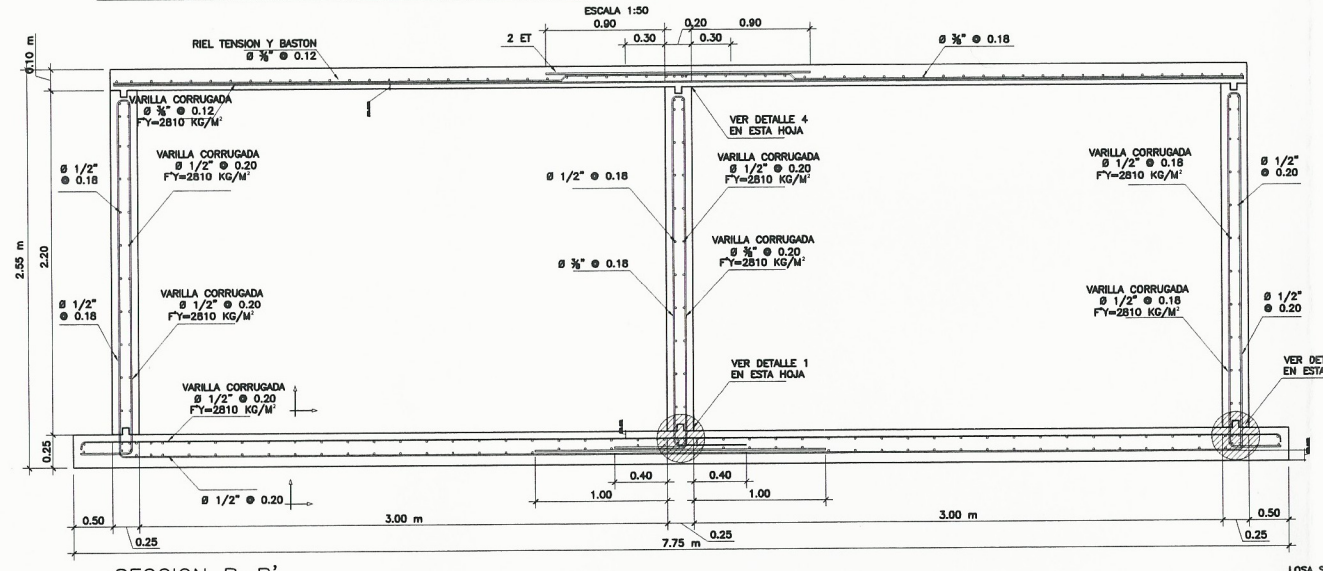 ESCALA 1:50
0.90
0.20
0.90
0.30
0.30
2 ET
RIEL TENSION Y BASTON
Ø ⅜" @ 0.12
Ø ⅜" @ 0.18
0.10 m
VARILLA CORRUGADA
Ø ⅜" @ 0.12
F'Y=2810 KG/M²
VER DETALLE 4
EN ESTA HOJA
VARILLA CORRUGADA
Ø 1/2" @ 0.20
F'Y=2810 KG/M²
Ø 1/2"
@ 0.18
Ø 1/2" @ 0.18
VARILLA CORRUGADA
Ø 1/2" @ 0.20
F'Y=2810 KG/M²
VARILLA CORRUGADA
Ø 1/2" @ 0.18
F'Y=2810 KG/M²
Ø 1/2"
@ 0.20
2.55 m
2.20
Ø ⅜" @ 0.18
VARILLA CORRUGADA
Ø ⅜" @ 0.20
F'Y=2810 KG/M²
Ø 1/2"
@ 0.18
VARILLA CORRUGADA
Ø 1/2" @ 0.20
F'Y=2810 KG/M²
VARILLA CORRUGADA
Ø 1/2" @ 0.18
F'Y=2810 KG/M²
Ø 1/2"
@ 0.20
VER DETALLE 1
EN ESTA HOJA
VER DET
EN ESTA
VARILLA CORRUGADA
Ø 1/2" @ 0.20
F'Y=2810 KG/M²
0.25
Ø 1/2" @ 0.20
0.40
0.40
1.00
1.00
0.50
3.00 m
3.00 m
0.50
0.25
0.25
0.25
7.75 m
SECCION B-B'
LOSA S